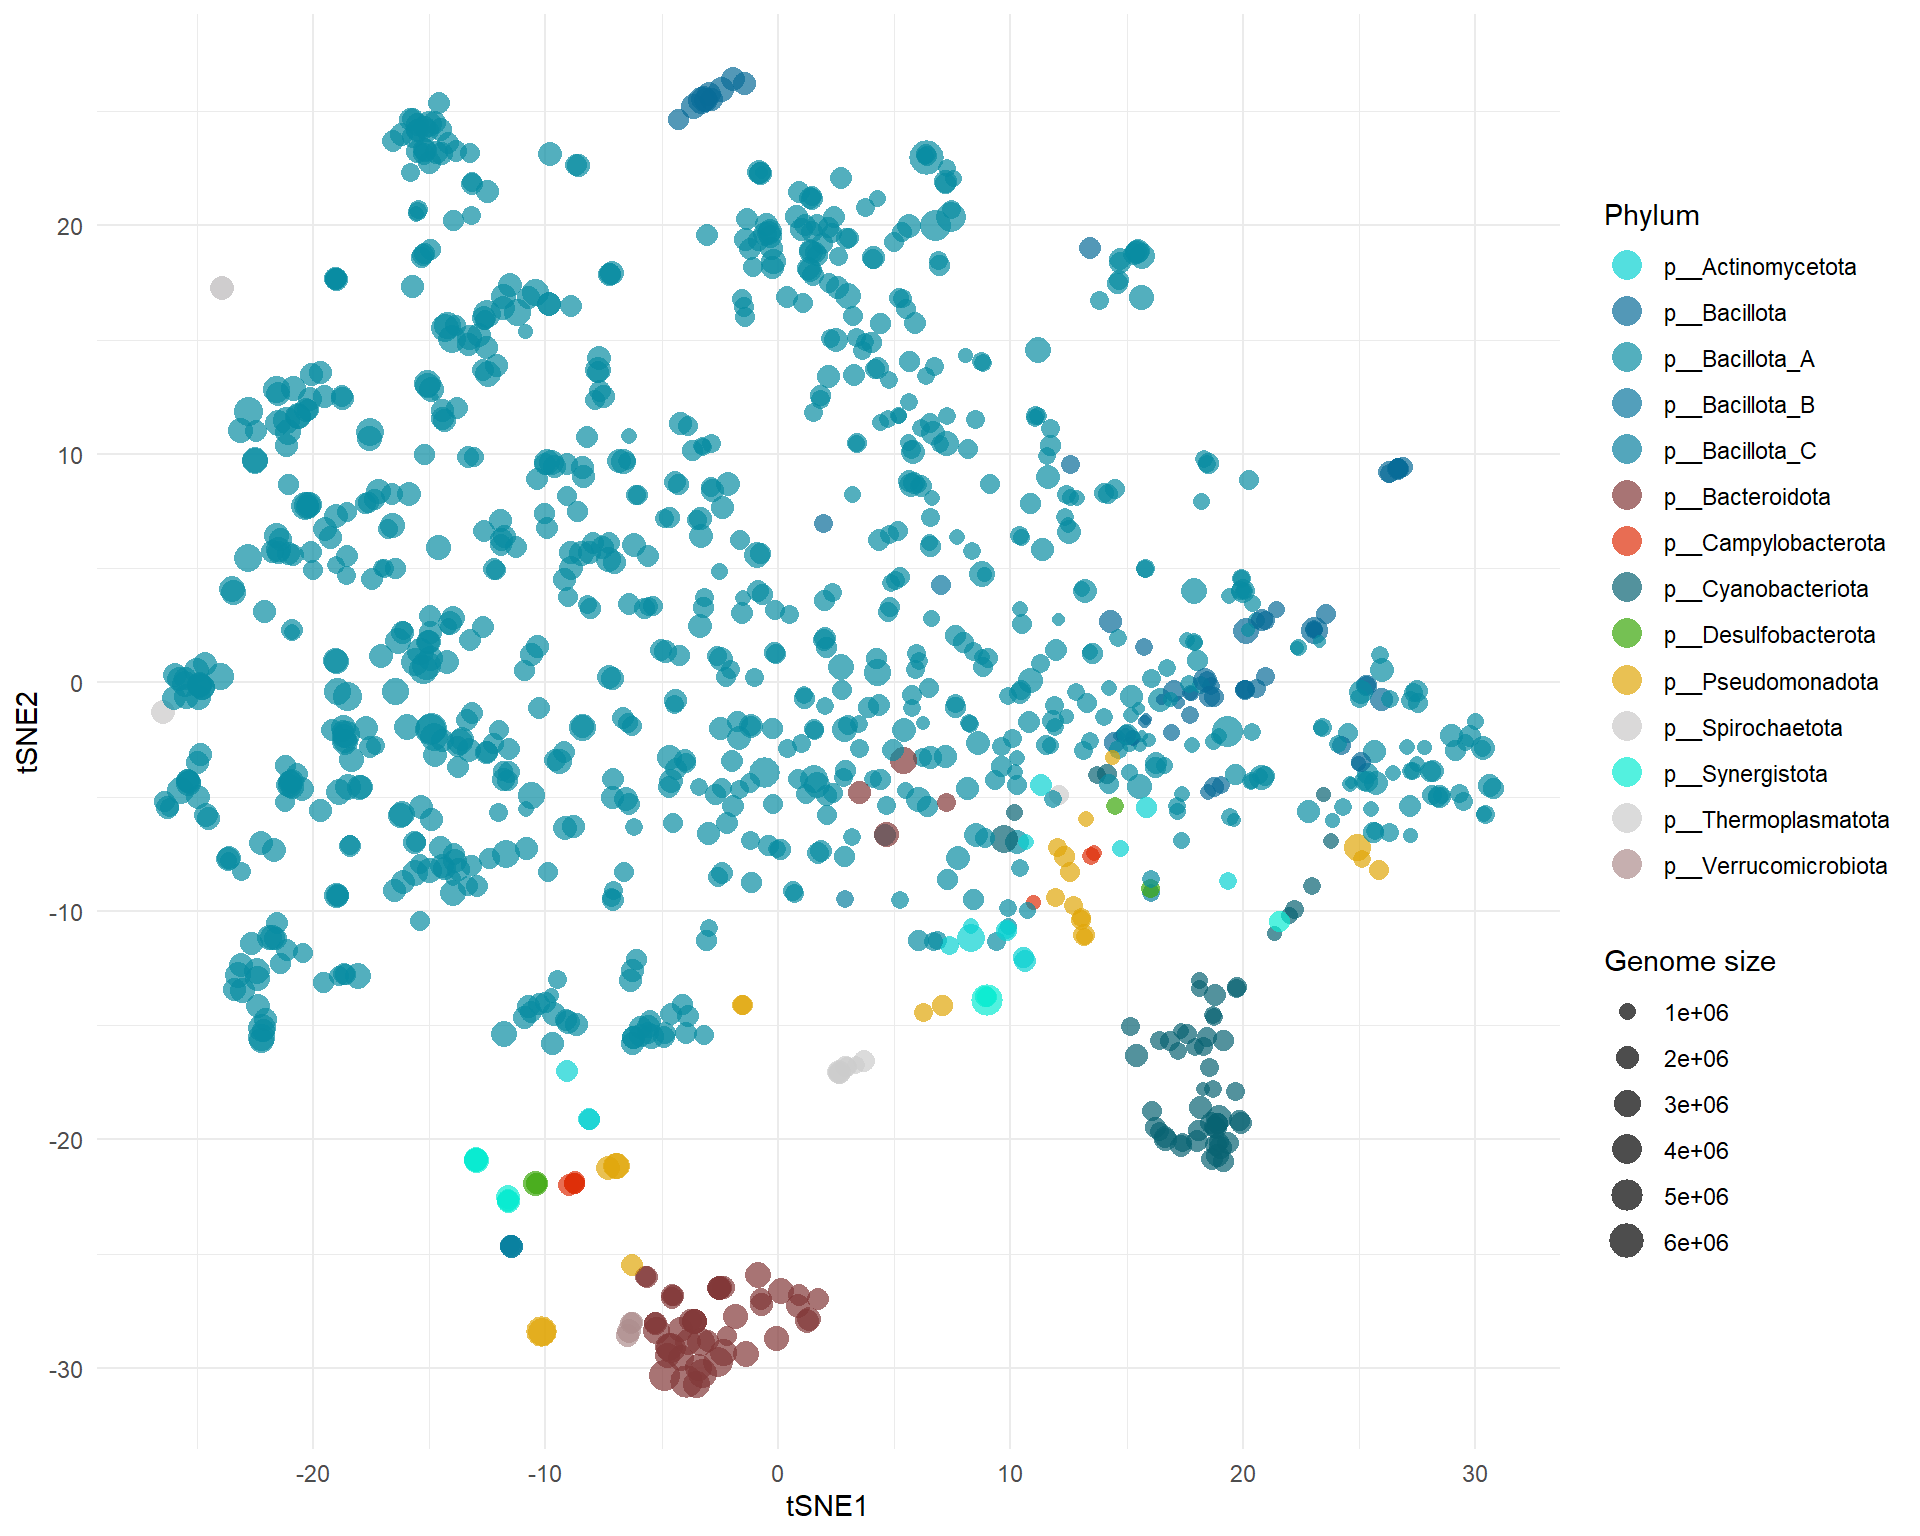 Phylum
p__Actinomycetota
p__Bacillota
p__Bacillota_A
p__Bacillota_B
p__Bacillota_C
p__Bacteroidota
p__Campylobacterota
p__Cyanobacteriota
p__Desulfobacterota
p__Pseudomonadota
p__Spirochaetota
p__Synergistota
p__Thermoplasmatota
p__Verrucomicrobiota
Genome size
1e+06
2e+06
3e+06
4e+06
5e+06
6e+06
20
10
0
-10
-20
-30
tSNE2
-20
-10
0
10
20
30
tSNE1